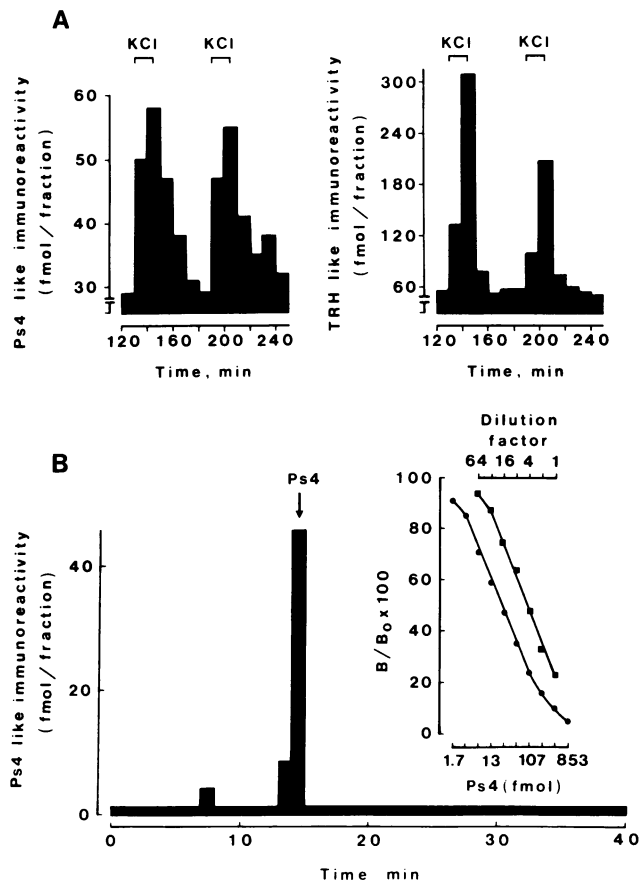 A
KCl KCl
Ps4 like immunoreactivity
(fmol/fraction)
60
50
40
30
120 160 200 240
Time, min
KCl KCl
TRH like immunoreactivity
(fmol/fraction)
300
240
180
120
60
120 160 200 240
Time, min
B
Ps4 like immunoreactivity
(fmol/fraction)
40
20
0
Ps4
0 10 20 30 40
Time min
Dilution
factor
64 16 4 1
B/B₀ x 100
100
80
60
40
20
0
1.7 13 107 853
Ps4 (fmol)